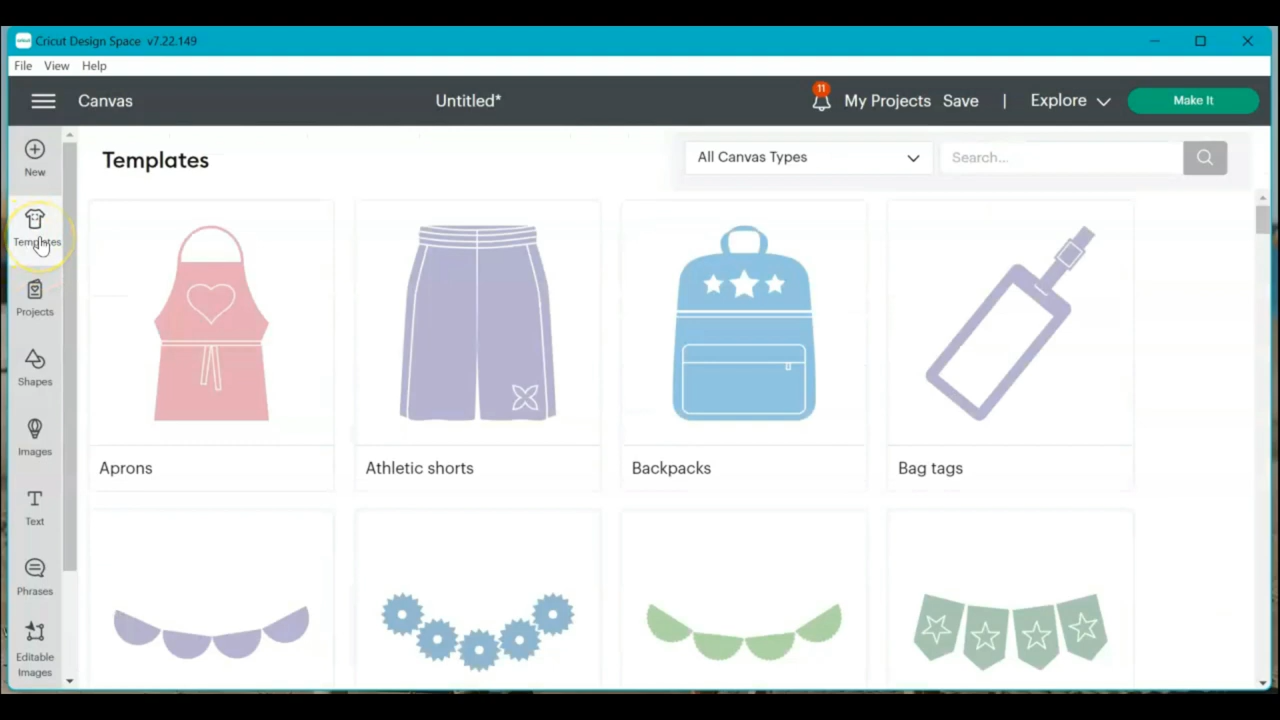 Cricut Design Space v7.22.149
File View Help
Canvas
Untitled*
11
My Projects Save | Explore
Make It
New
Templates
Projects
Shapes
Images
Text
Phrases
Editable
Images
Templates
All Canvas Types
Search...
Aprons
Athletic shorts
Backpacks
Bag tags